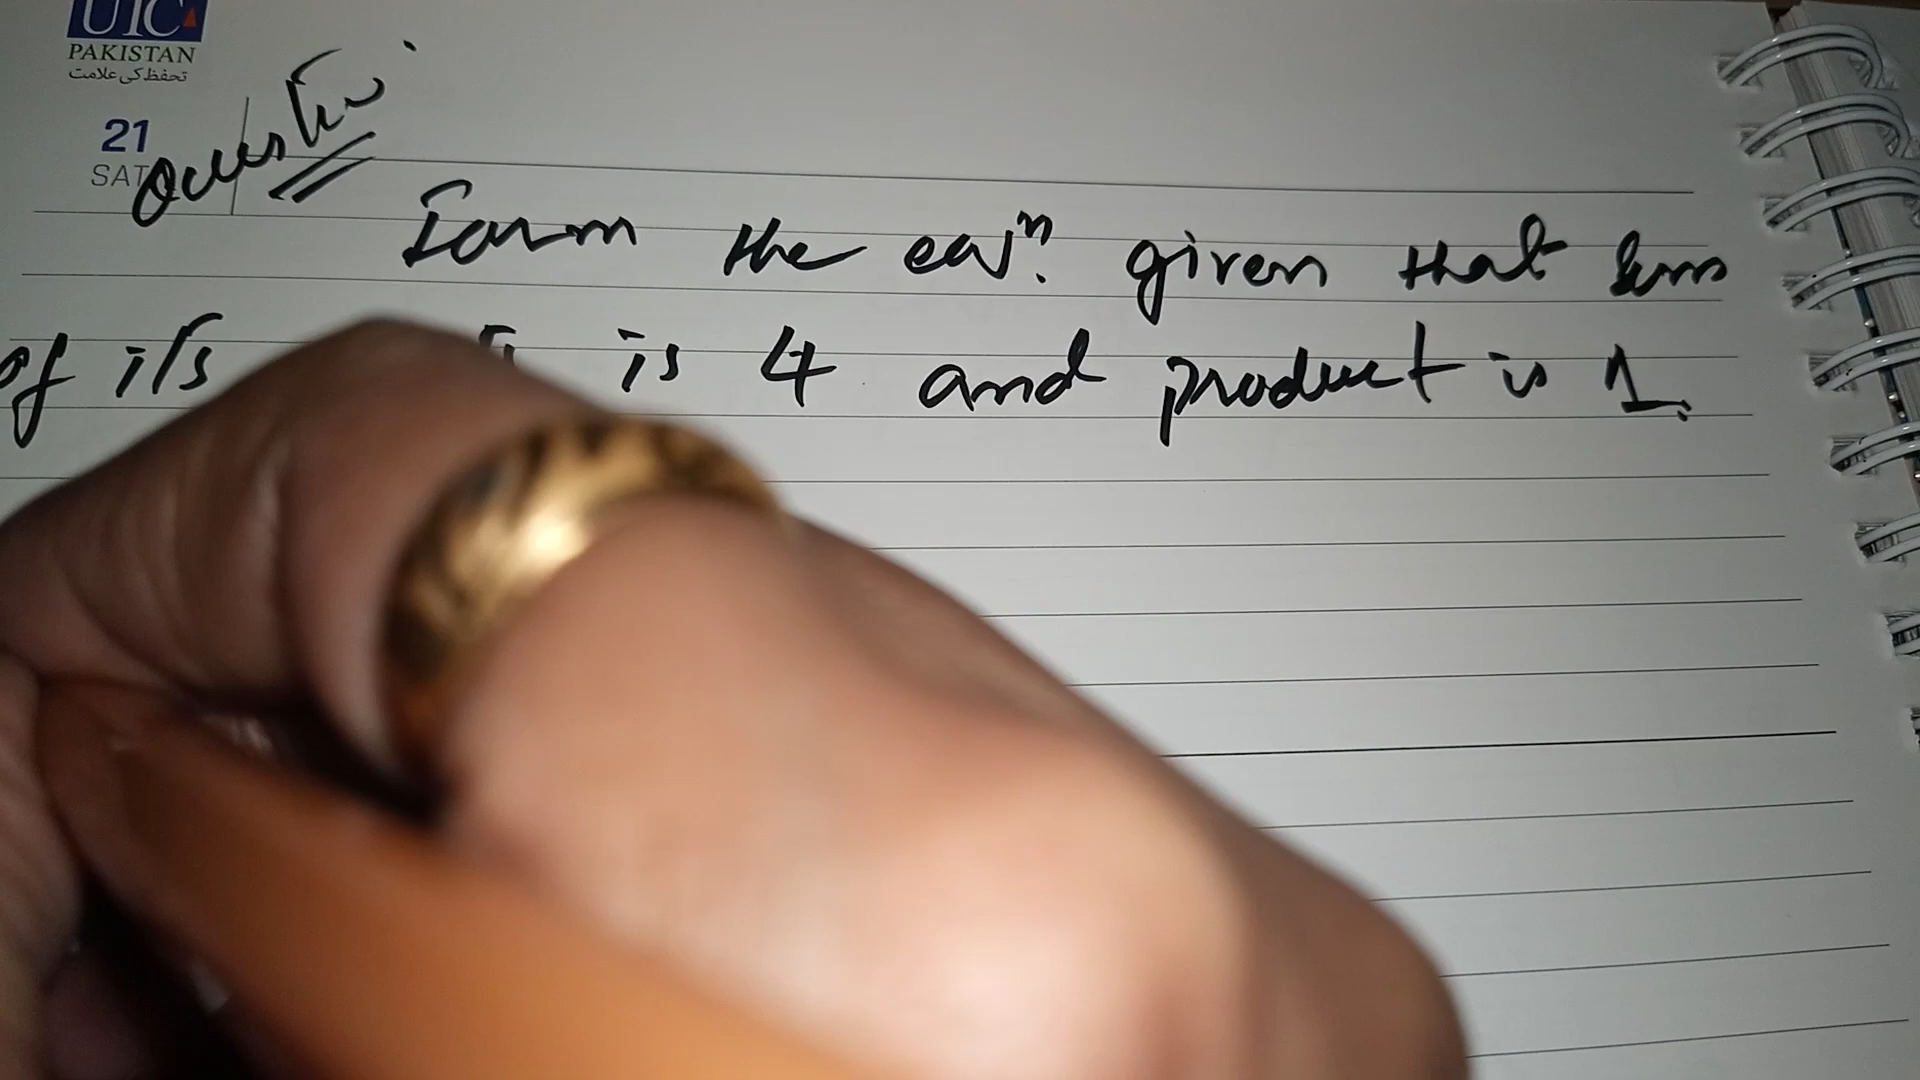 UIC
PAKISTAN
تحفظ کی علامت
21
SAT
Question
Form the eqn. given that sum
of its is 4 and product is 1.